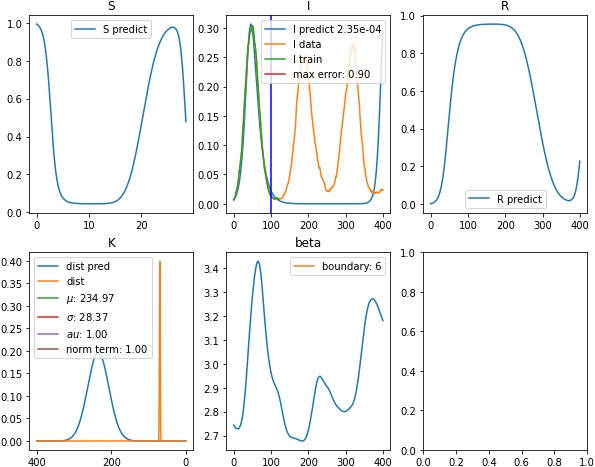 S
I
R
S predict
I predict 2.35e-04
I data
I train
max error: 0.90
R predict
1.0
0.8
0.6
0.4
0.2
0.0
0 10 20
0.30
0.25
0.20
0.15
0.10
0.05
0.00
0 100 200 300 400
1.0
0.8
0.6
0.4
0.2
0.0
0 100 200 300 400
K
beta
dist pred
dist
μ: 234.97
σ: 28.37
au: 1.00
norm term: 1.00
boundary: 6
0.40
0.35
0.30
0.25
0.20
0.15
0.10
0.05
0.00
400 200 0
3.4
3.3
3.2
3.1
3.0
2.9
2.8
2.7
0 100 200 300 400
1.0
0.8
0.6
0.4
0.2
0.0
0.0 0.2 0.4 0.6 0.8 1.0